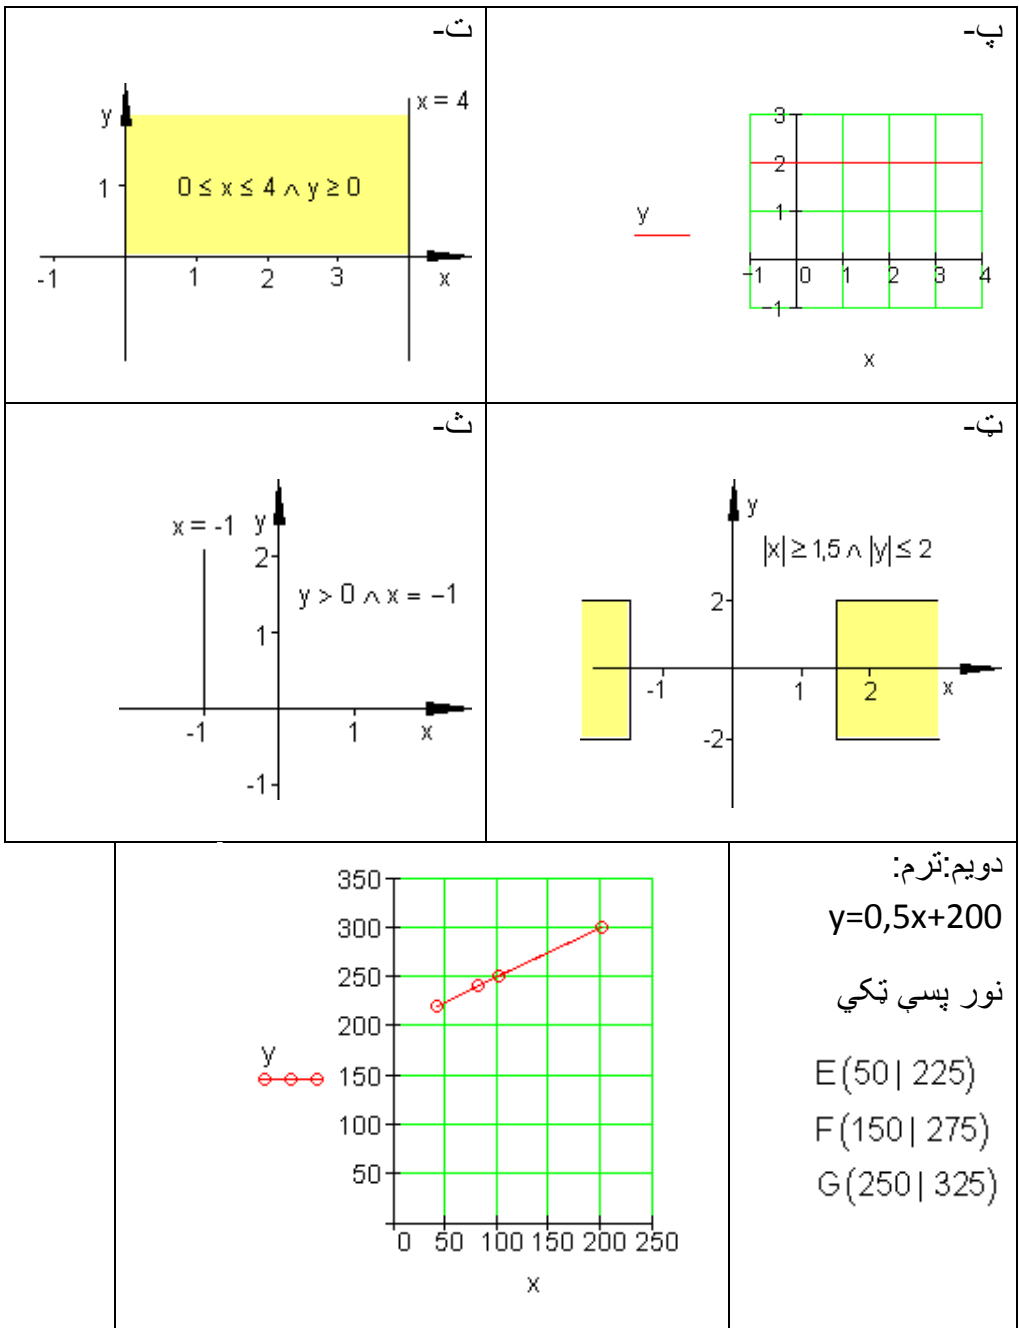 پ-
3
2
1
-1 0 1 2 3 4
-1
y
x
ت-
y
x = 4
1
0 ≤ x ≤ 4 ∧ y ≥ 0
-1 1 2 3 x
ټ-
y
|x| ≥ 1,5 ∧ |y| ≤ 2
2
-1 1 2 x
-2
ث-
x = -1 y
2
y > 0 ∧ x = -1
1
-1 1 x
-1
دويم:ترم:
y=0,5x+200
نور پسې ټکي
E(50 | 225)
F(150 | 275)
G(250 | 325)
350
300
250
200
150
100
50
y
0 50 100 150 200 250
x